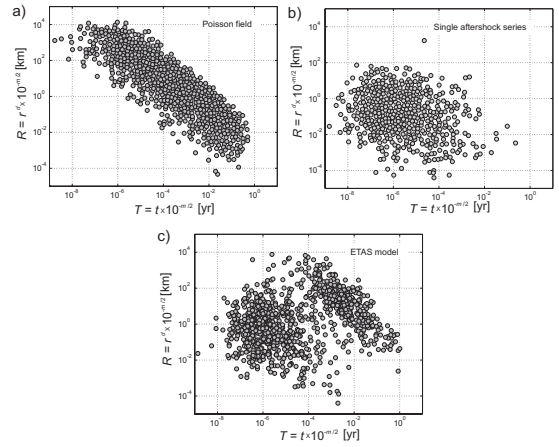 a)
Poisson field
R = r^d × 10^-m/2 [km]
10^4
10^2
10^0
10^-2
10^-4
10^-8
10^-6
10^-4
10^-2
10^0
T = t×10^-m/2 [yr]
b)
Single aftershock series
R = r^d × 10^-m/2 [km]
10^4
10^2
10^0
10^-2
10^-4
10^-8
10^-6
10^-4
10^-2
10^0
T = t×10^-m/2 [yr]
c)
ETAS model
R = r^d × 10^-m/2 [km]
10^4
10^2
10^0
10^-2
10^-4
10^-8
10^-6
10^-4
10^-2
10^0
T = t×10^-m/2 [yr]